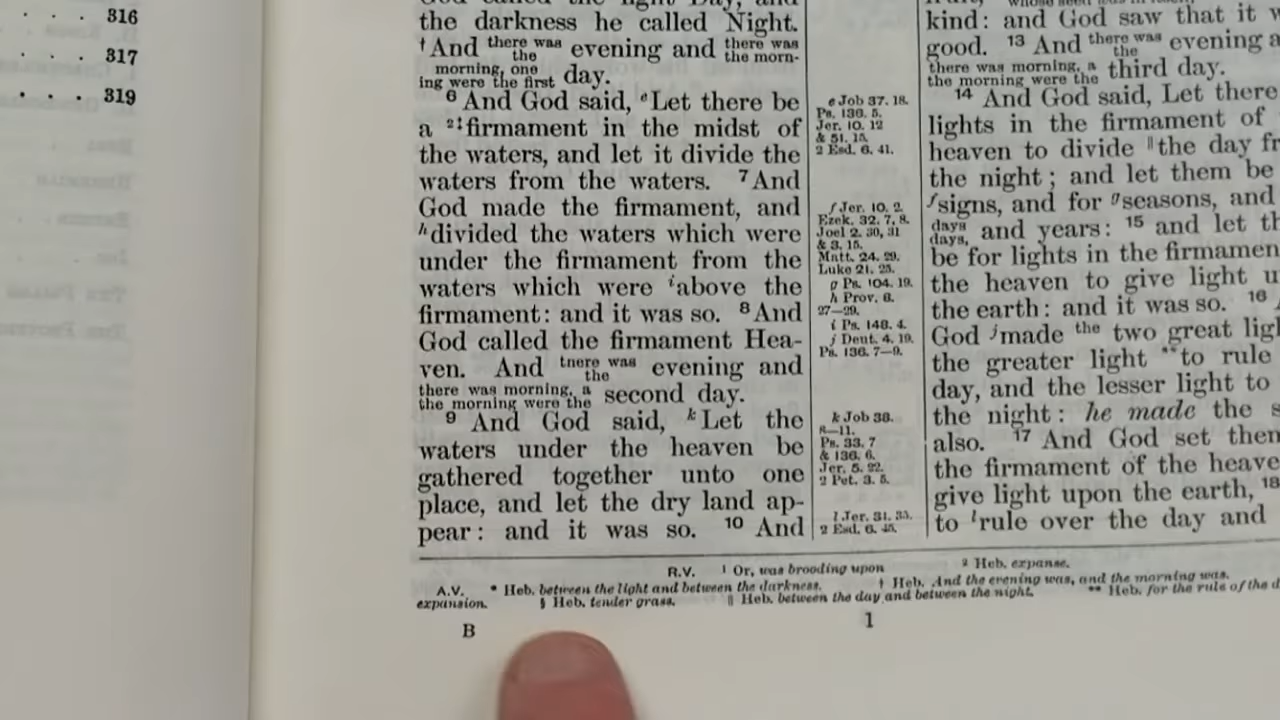 . . . 316
. . . 317
. . . 319
the darkness he called Night.
† And there was the evening and there was the morn-
morning, one ing were the first day.
6 And God said, e Let there be
a 2‡ firmament in the midst of
the waters, and let it divide the
waters from the waters. 7 And
God made the firmament, and
h divided the waters which were
under the firmament from the
waters which were i above the
firmament: and it was so. 8 And
God called the firmament Hea-
ven. And there was the evening and
there was morning, a the morning were the second day.
9 And God said, k Let the
waters under the heaven be
gathered together unto one
place, and let the dry land ap-
pear: and it was so. 10 And
e Job 37. 18.
Ps. 136. 5.
Jer. 10. 12
& 51. 15.
2 Esd. 6. 41.
f Jer. 10. 2.
Ezek. 32. 7, 8.
Joel 2. 30, 31
& 3. 15.
Matt. 24. 29.
Luke 21. 25.
g Ps. 104. 19.
h Prov. 8.
27—29.
i Ps. 148. 4.
j Deut. 4. 19.
Ps. 136. 7—9.
k Job 38.
8—11.
Ps. 33. 7
& 136. 6.
Jer. 5. 22.
2 Pet. 3. 5.
l Jer. 31. 35.
2 Esd. 6. 45.
kind: and God saw that it
good. 13 And there was the evening
there was morning, a the morning were the third day.
14 And God said, Let there
lights in the firmament of
heaven to divide ‖ the day
the night; and let them be
f signs, and for g seasons, and
days days, and years: 15 and let
be for lights in the
the heaven to give light
the earth: and it was so. 16
God j made the two great
the greater light ** to rule
day, and the lesser light to
the night: he made the
also. 17 And God set
the firmament of the
give light upon the earth, 18
to l rule over the day and
R.V. 1 Or, was brooding upon 2 Heb. expanse.
A.V. * Heb. between the light and between the darkness. † Heb. And the evening was, and the morning was.
expansion. § Heb. tender grass. ‖ Heb. between the day and between the night. ** Heb. for the rule of the
B 1